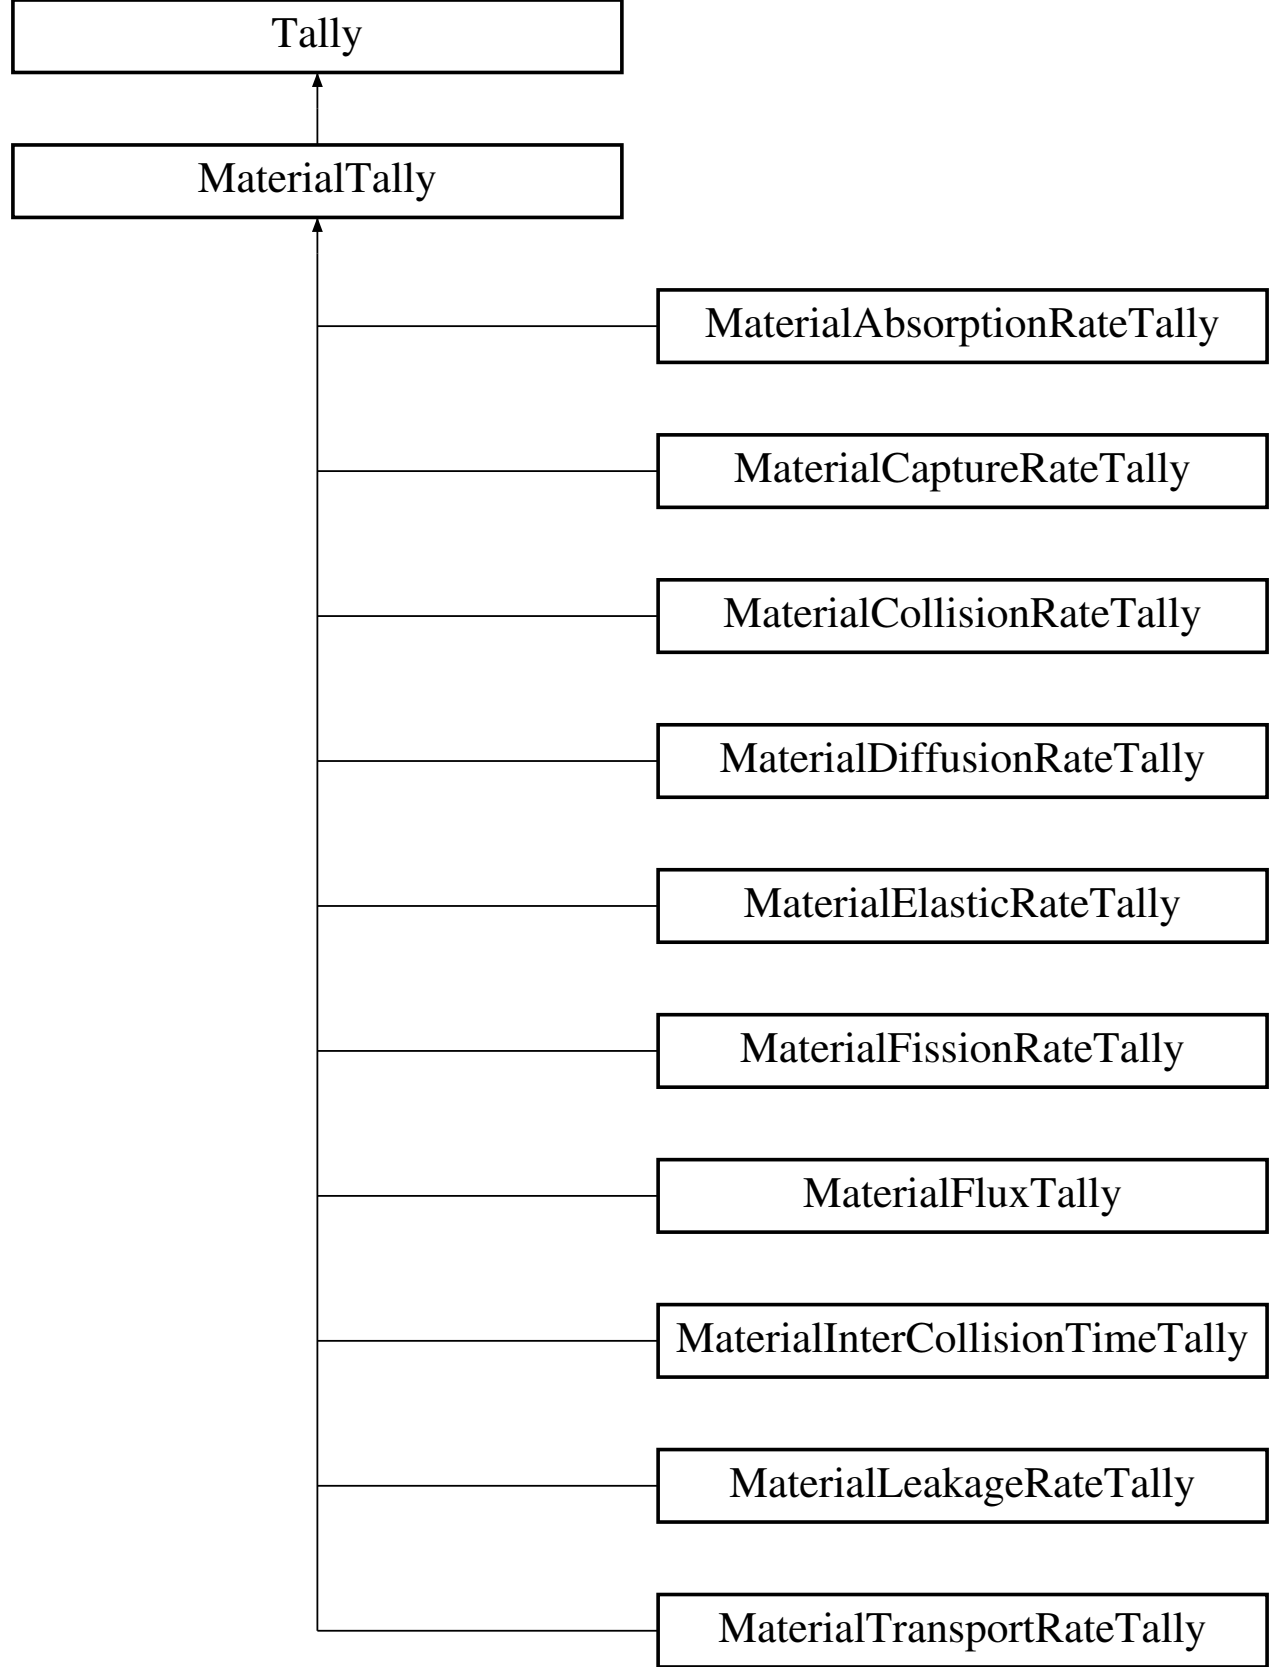 Tally
MaterialTally
MaterialAbsorptionRateTally
MaterialCaptureRateTally
MaterialCollisionRateTally
MaterialDiffusionRateTally
MaterialElasticRateTally
MaterialFissionRateTally
MaterialFluxTally
MaterialInterCollisionTimeTally
MaterialLeakageRateTally
MaterialTransportRateTally